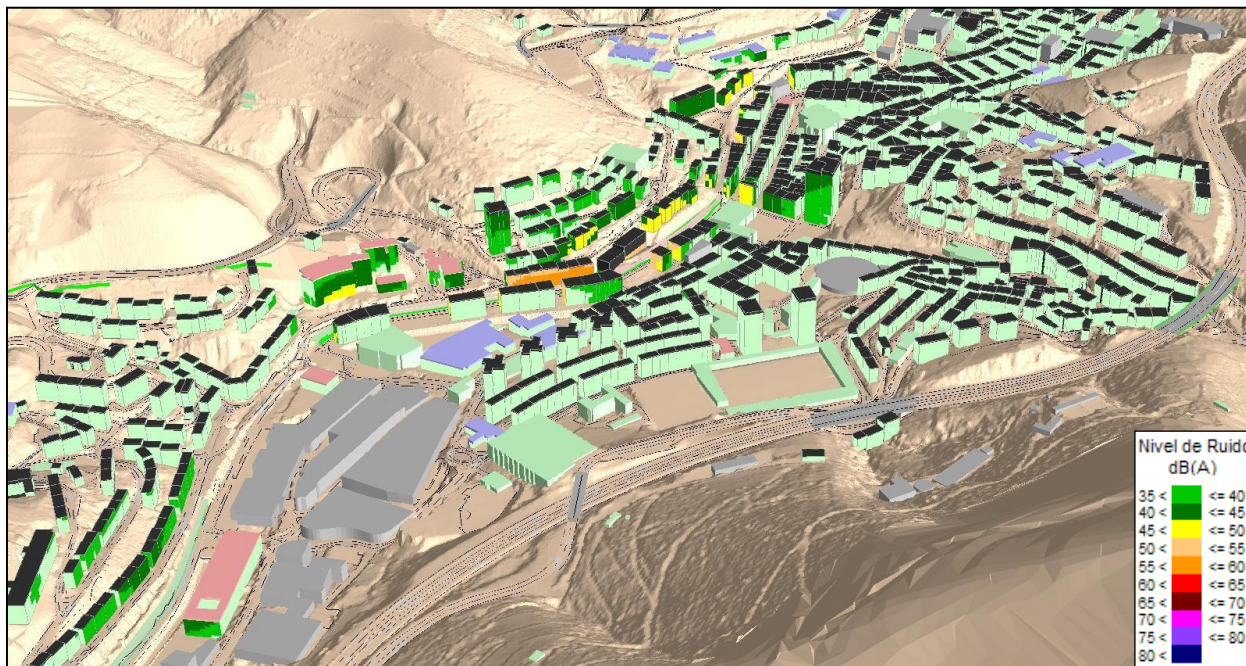 Nivel de Ruido
dB(A)
35 < <= 40
40 < <= 45
45 < <= 50
50 < <= 55
55 < <= 60
60 < <= 65
65 < <= 70
70 < <= 75
75 < <= 80
80 <